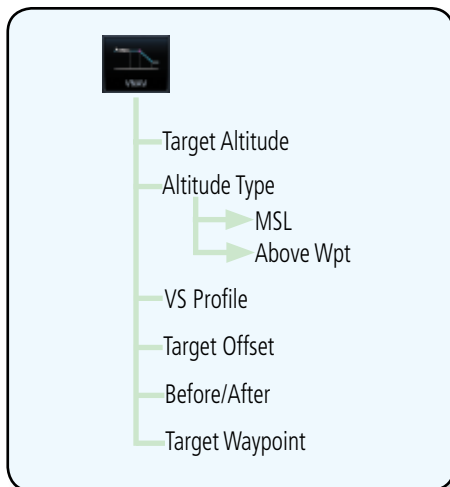 VNAV
Target Altitude
Altitude Type
MSL
Above Wpt
VS Profile
Target Offset
Before/After
Target Waypoint